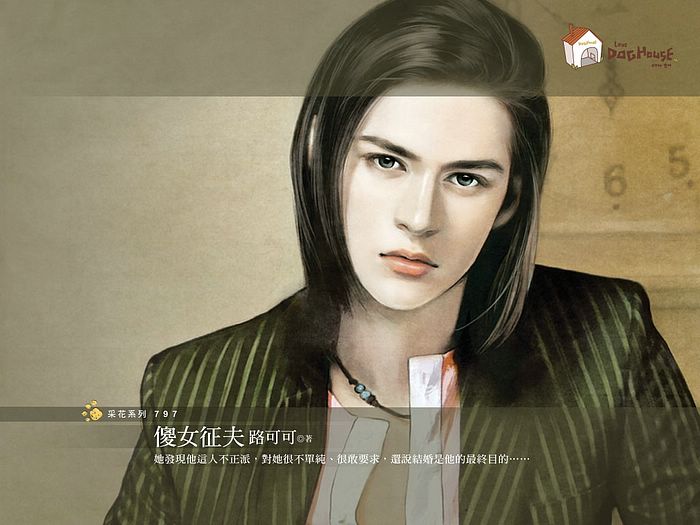 Love
DOGHOUSE
6
5
采花系列 797
傻女征夫 路可可◎著
她發現他這人不正派，對她很不單純、很敢要求，還說結婚是他的最終目的⋯⋯